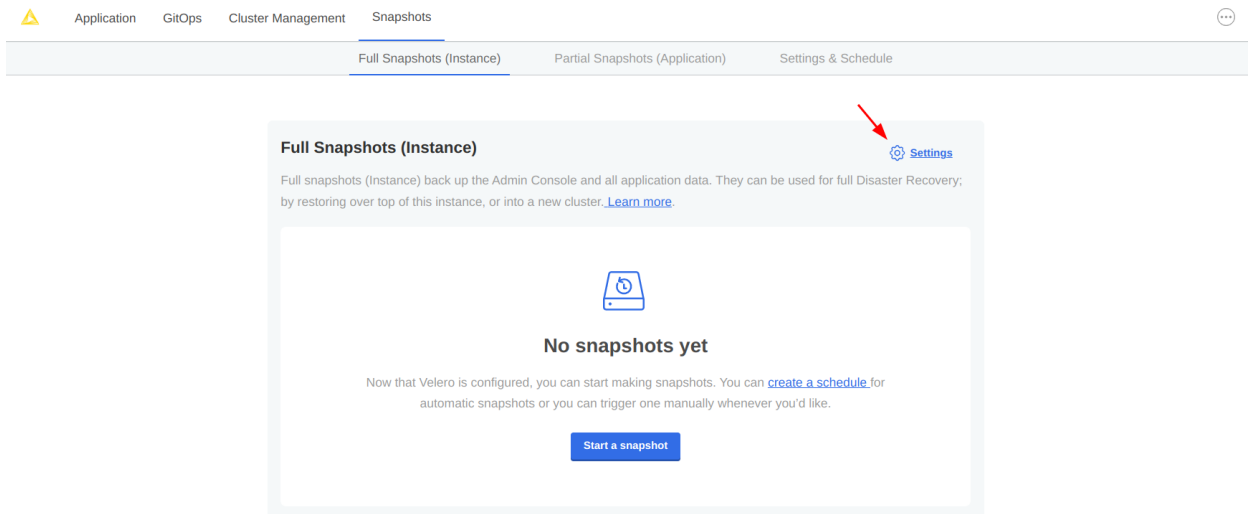 Application GitOps Cluster Management Snapshots
Full Snapshots (Instance) Partial Snapshots (Application) Settings & Schedule
Full Snapshots (Instance)
Settings
Full snapshots (Instance) back up the Admin Console and all application data. They can be used for full Disaster Recovery;
by restoring over top of this instance, or into a new cluster. Learn more.
No snapshots yet
Now that Velero is configured, you can start making snapshots. You can create a schedule for
automatic snapshots or you can trigger one manually whenever you'd like.
Start a snapshot